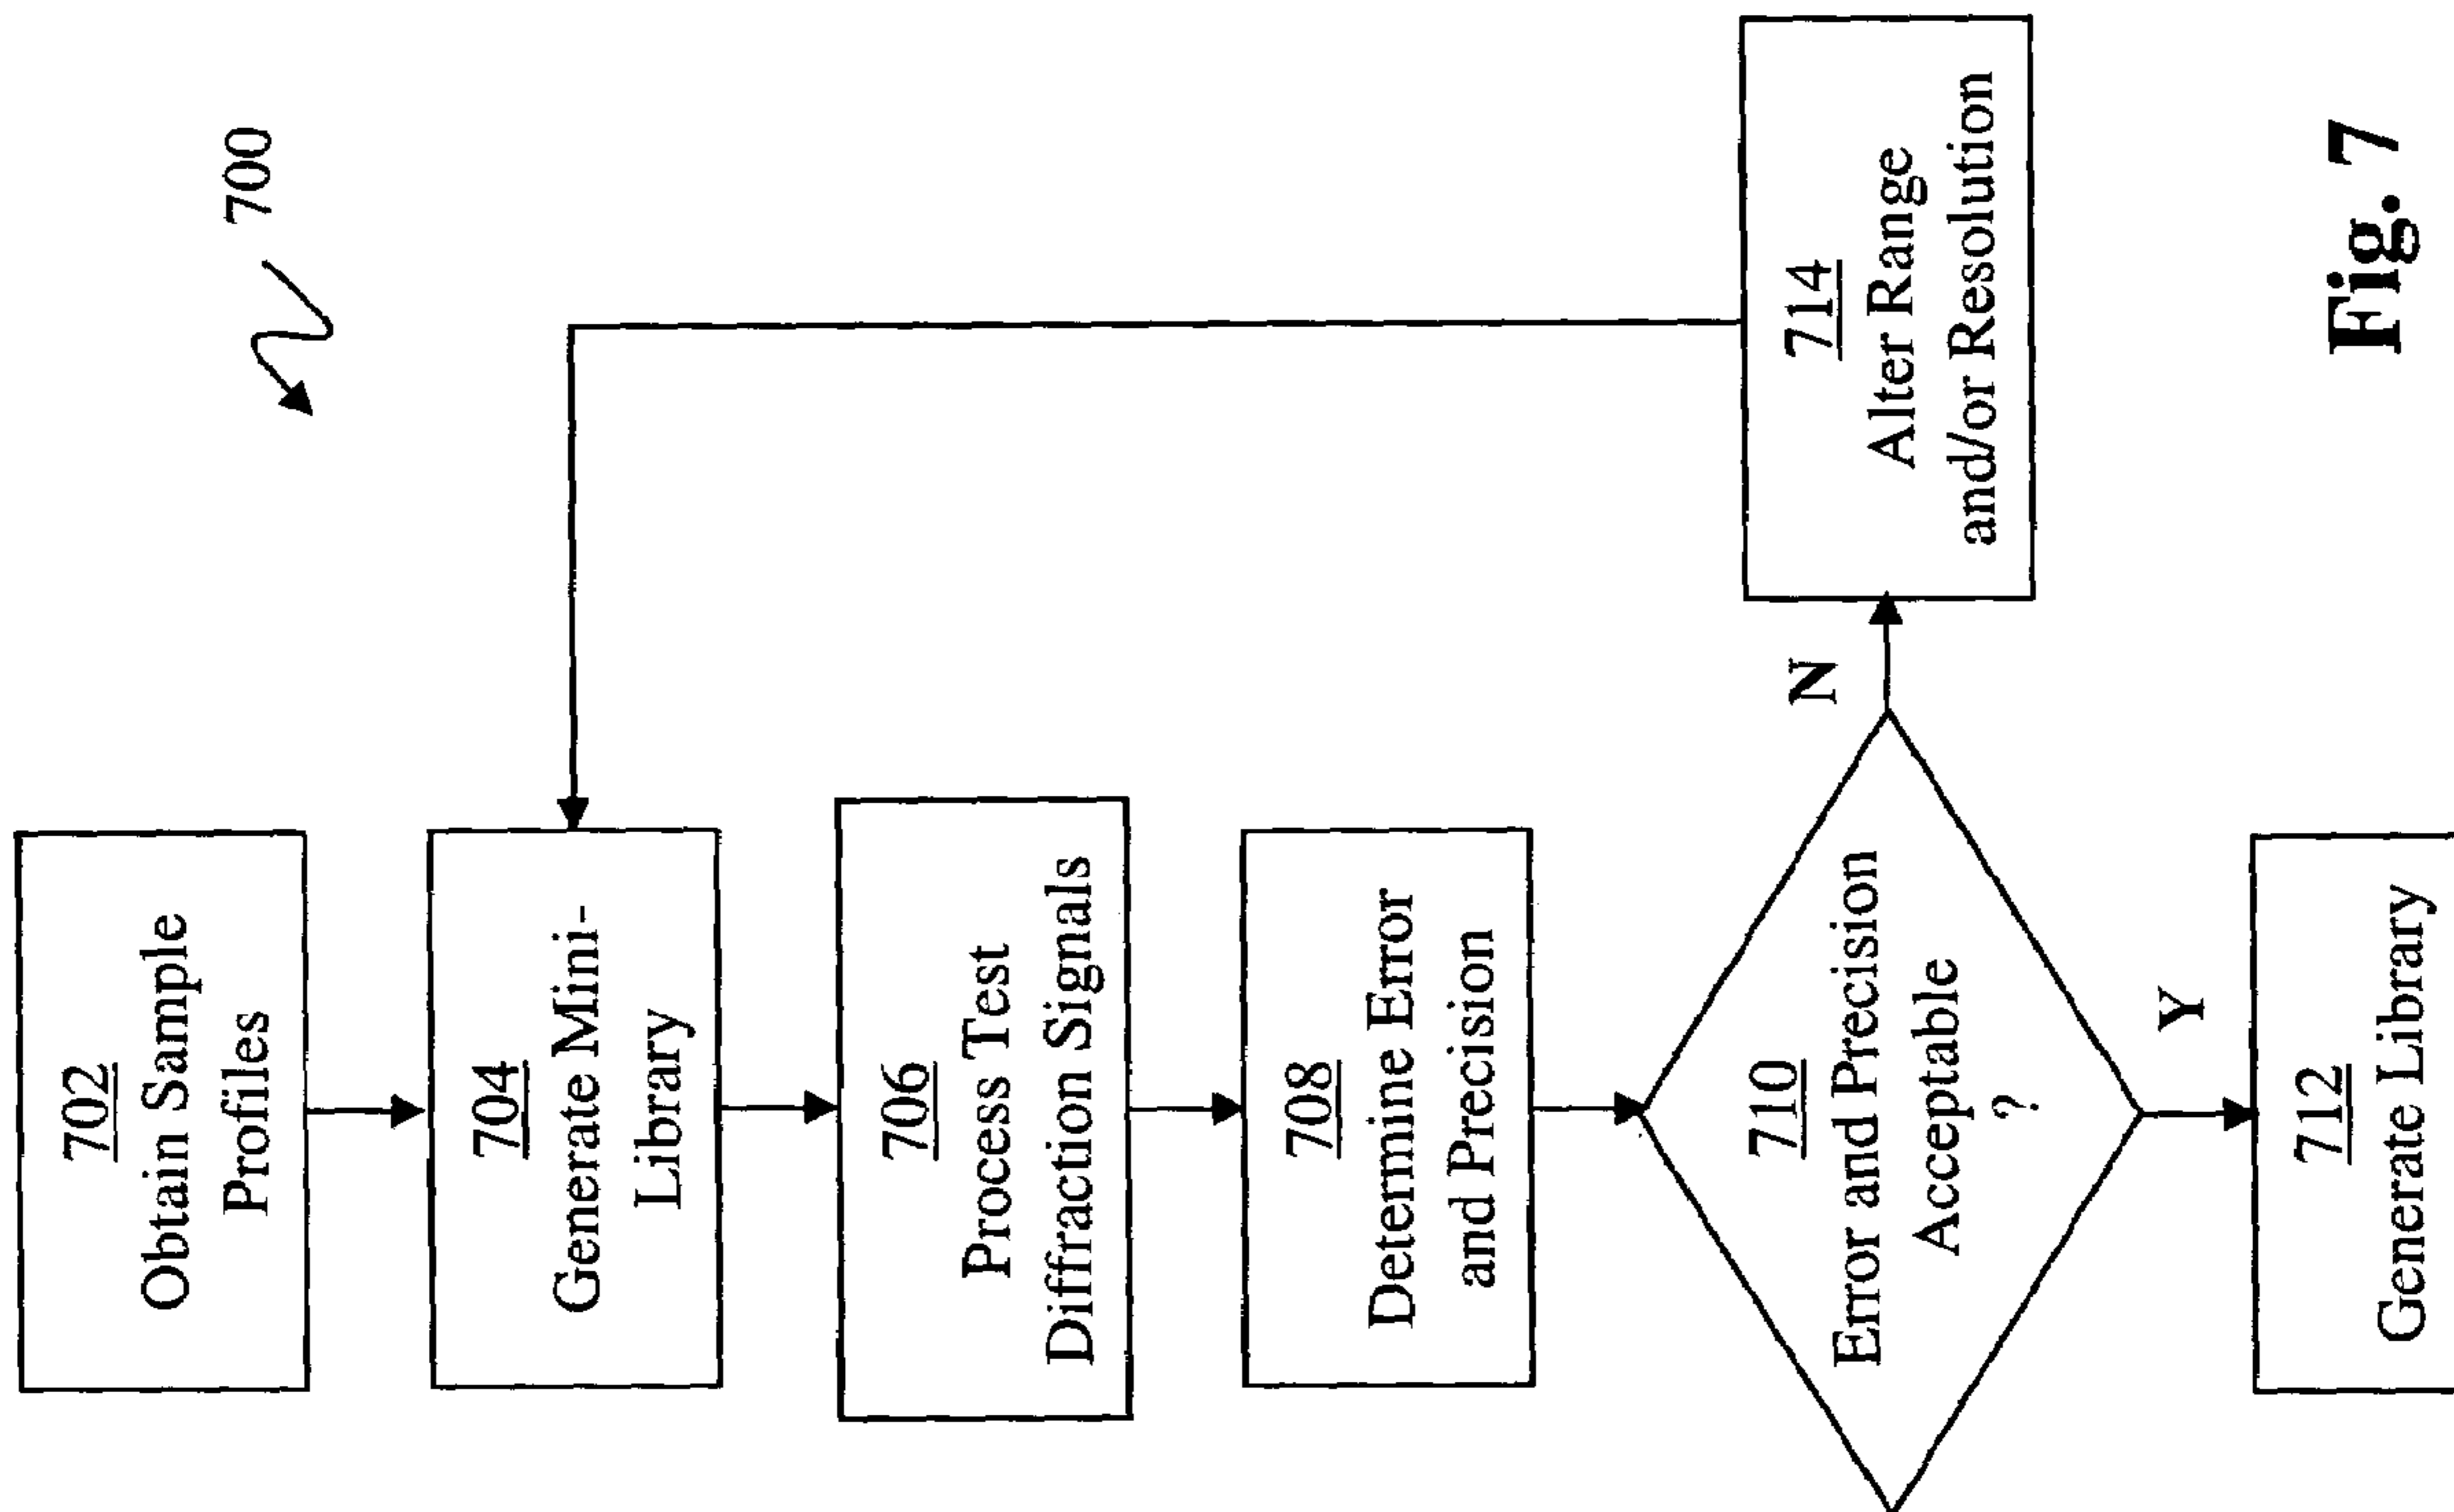 700
702
Obtain Sample
Profiles
704
Generate Mini-
Library
706
Process Test
Diffraction Signals
708
Determine Error
and Precision
710
Error and Precision
Acceptable
?
N
714
Alter Range
and/or Resolution
Y
712
Generate Library
Fig. 7